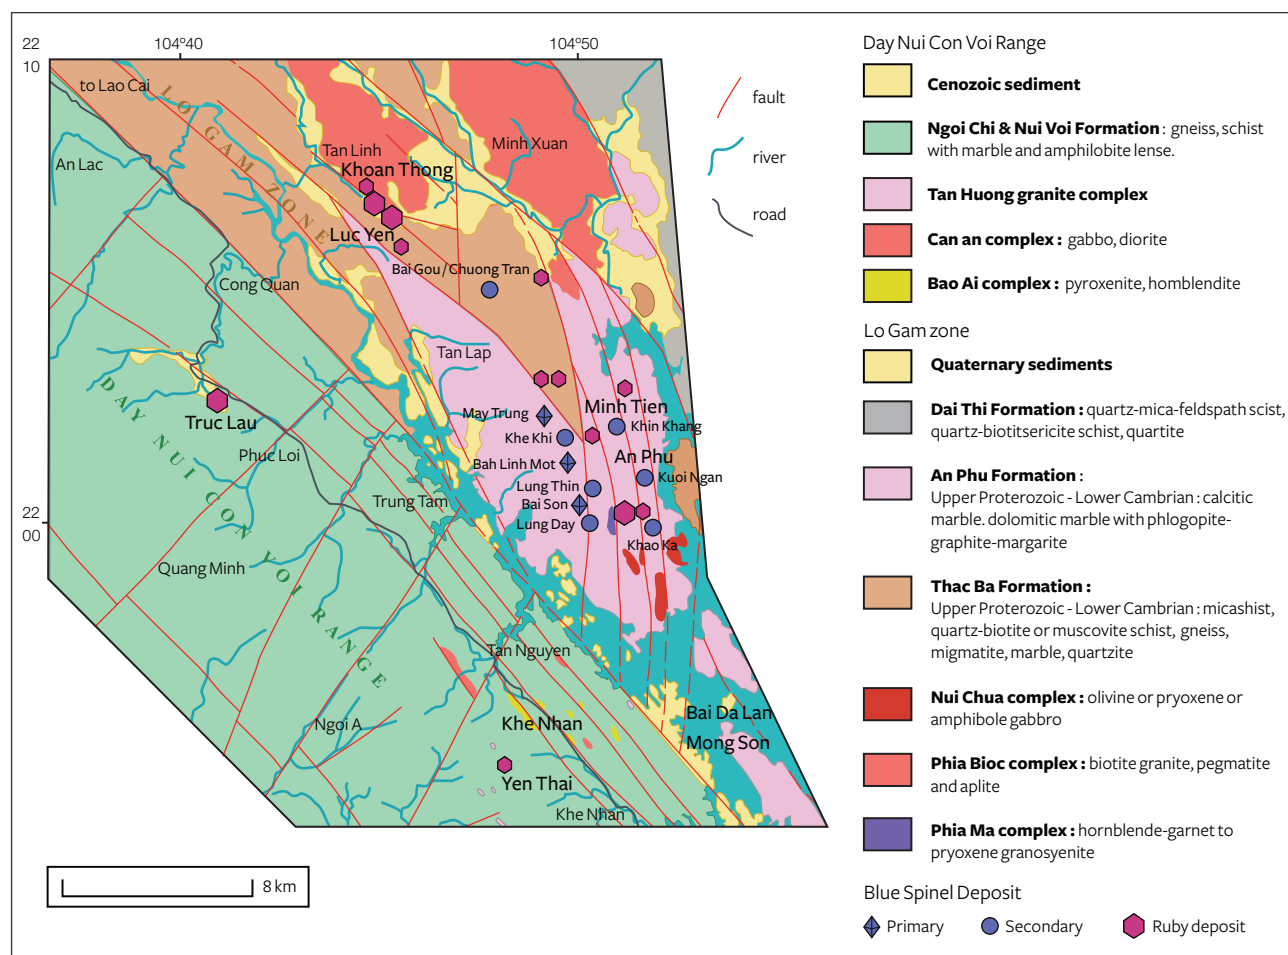 22
10
104º40
104º50
to Lao Cai
LO GAM ZONE
An Lac
Tan Linh
Khoan Thong
Minh Xuan
Luc Yen
Bai Gou / Chuong Tran
Cong Quan
Tan Lap
Truc Lau
DAY NUI CON VOI RANGE
May Trung
Minh Tien
Khin Khang
Khe Khi
Phuc Loi
Bah Linh Mot
An Phu
Kuoi Ngan
Lung Thin
Trung Tam
Bai Son
Lung Day
22
00
Khao Ka
Quang Minh
Tan Nguyen
Ngoi A
Khe Nhan
Bai Da Lan
Mong Son
Yen Thai
Khe Nhan
8 km
fault
river
road
Day Nui Con Voi Range
Cenozoic sediment
Ngoi Chi & Nui Voi Formation : gneiss, schist
with marble and amphilobite lense.
Tan Huong granite complex
Can an complex : gabbo, diorite
Bao Ai complex : pyroxenite, homblendite
Lo Gam zone
Quaternary sediments
Dai Thi Formation : quartz-mica-feldspath scist,
quartz-biotitsericite schist, quartite
An Phu Formation :
Upper Proterozoic - Lower Cambrian : calcitic
marble. dolomitic marble with phlogopite-
graphite-margarite
Thac Ba Formation :
Upper Proterozoic - Lower Cambrian : micashist,
quartz-biotite or muscovite schist, gneiss,
migmatite, marble, quartzite
Nui Chua complex : olivine or pryoxene or
amphibole gabbro
Phia Bioc complex : biotite granite, pegmatite
and aplite
Phia Ma complex : hornblende-garnet to
pryoxene granosyenite
Blue Spinel Deposit
Primary
Secondary
Ruby deposit